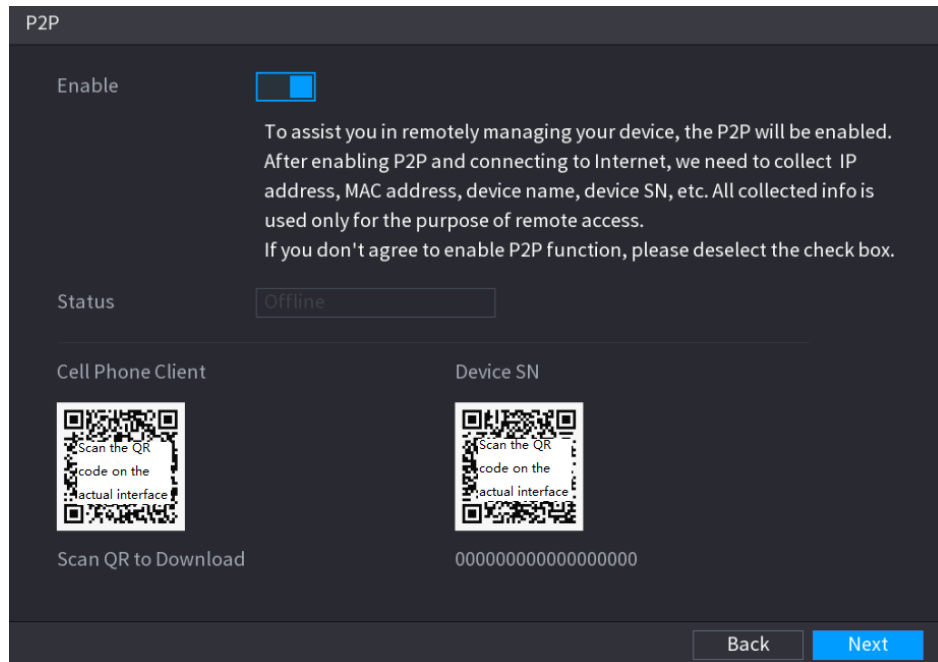 P2P
Enable
To assist you in remotely managing your device, the P2P will be enabled.
After enabling P2P and connecting to Internet, we need to collect  IP
address, MAC address, device name, device SN, etc. All collected info is
used only for the purpose of remote access.
If you don't agree to enable P2P function, please deselect the check box.
Status
Offline
Cell Phone Client
Device SN
Scan the QR
code on the
actual interface
Scan the QR
code on the
actual interface
Scan QR to Download
000000000000000000
Back
Next